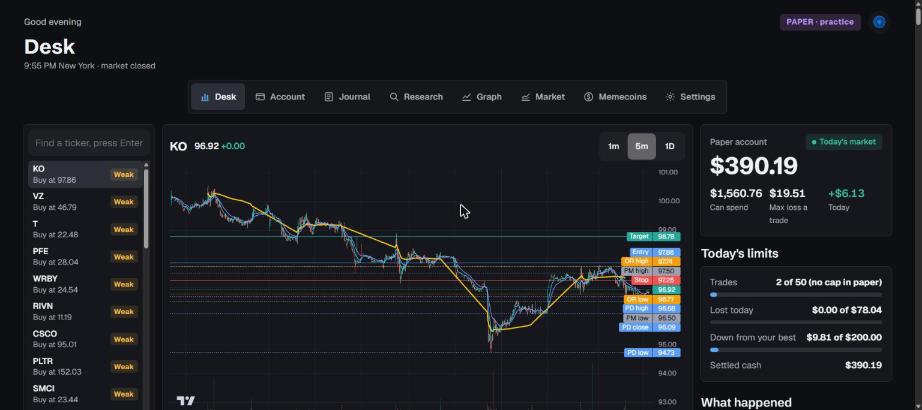 Good evening
Desk
9:55 PM New York · market closed
PAPER · practice
Desk
Account
Journal
Research
Graph
Market
Memecoins
Settings
Find a ticker, press Enter
KO
Buy at 97.86
Weak
VZ
Buy at 46.79
Weak
T
Buy at 22.48
Weak
PFE
Buy at 28.04
Weak
WRBY
Buy at 24.54
Weak
RIVN
Buy at 11.19
Weak
CSCO
Buy at 95.01
Weak
PLTR
Buy at 152.03
Weak
SMCI
Buy at 23.44
Weak
KO 96.92 +0.00
1m 5m 1D
101.00
100.00
99.00
Target 98.78
Entry 97.86
OR high 97.74
PM high 97.50
Stop 97.25
96.92
OR low 96.77
PD high 96.68
PM low 96.50
PD close 96.09
95.00
PD low 94.73
94.00
93.00
Paper account
Today's market
$390.19
$1,560.76 $19.51 +$6.13
Can spend Max loss a trade Today
Today's limits
Trades 2 of 50 (no cap in paper)
Lost today $0.00 of $78.04
Down from your best $9.81 of $200.00
Settled cash $390.19
What happened